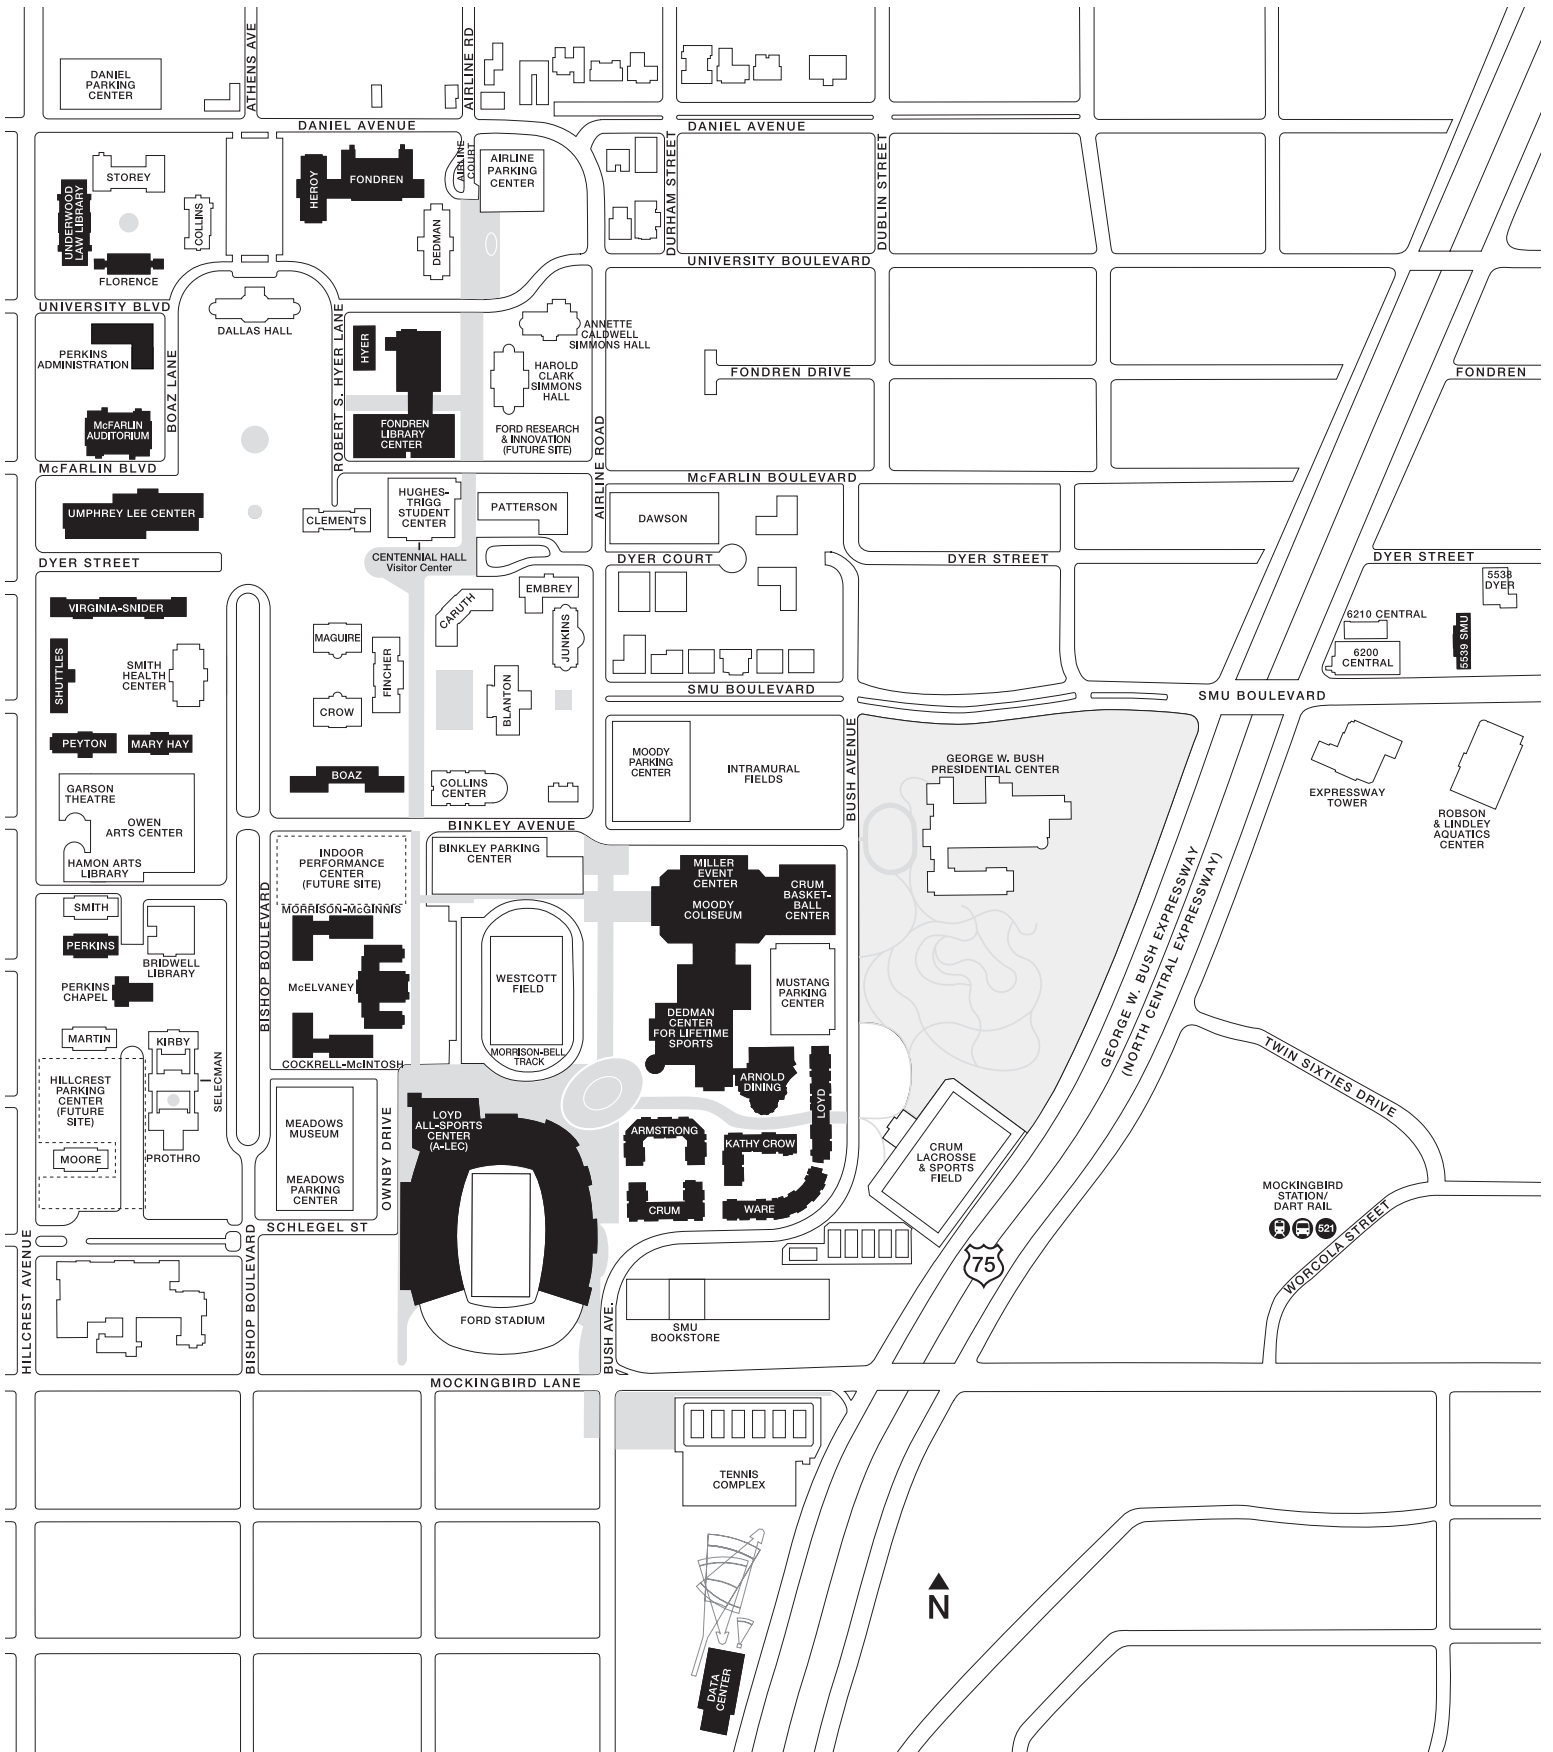 ATHENS AVE
AIRLINE RD
DANIEL
PARKING
CENTER
DANIEL AVENUE
DANIEL AVENUE
AIRLINE
COURT
AIRLINE
PARKING
CENTER
DURHAM STREET
DUBLIN STREET
STOREY
HEROY
FONDREN
UNDERWOOD
LAW LIBRARY
COLLINS
DEDMAN
FLORENCE
UNIVERSITY BOULEVARD
UNIVERSITY BLVD
DALLAS HALL
ROBERT S. HYER LANE
HYER
ANNETTE
CALDWELL
SIMMONS HALL
PERKINS
ADMINISTRATION
BOAZ LANE
HAROLD
CLARK
SIMMONS
HALL
FONDREN DRIVE
FONDREN
McFARLIN
AUDITORIUM
FONDREN
LIBRARY
CENTER
FORD RESEARCH
& INNOVATION
(FUTURE SITE)
AIRLINE ROAD
McFARLIN BLVD
McFARLIN BOULEVARD
UMPHREY LEE CENTER
CLEMENTS
HUGHES-
TRIGG
STUDENT
CENTER
PATTERSON
DAWSON
CENTENNIAL HALL
Visitor Center
DYER STREET
DYER COURT
DYER STREET
DYER STREET
5538
DYER
VIRGINIA-SNIDER
CARUTH
EMBREY
JUNKINS
6210 CENTRAL
6200
CENTRAL
5539 SMU
MAGUIRE
FINCHER
SHUTTLES
SMITH
HEALTH
CENTER
CROW
BLANTON
SMU BOULEVARD
SMU BOULEVARD
PEYTON
MARY HAY
MOODY
PARKING
CENTER
INTRAMURAL
FIELDS
BUSH AVENUE
GEORGE W. BUSH
PRESIDENTIAL CENTER
BOAZ
COLLINS
CENTER
GARSON
THEATRE
OWEN
ARTS CENTER
HAMON ARTS
LIBRARY
EXPRESSWAY
TOWER
ROBSON
& LINDLEY
AQUATICS
CENTER
BINKLEY AVENUE
INDOOR
PERFORMANCE
CENTER
(FUTURE SITE)
BINKLEY PARKING
CENTER
MILLER
EVENT
CENTER
MOODY
COLISEUM
CRUM
BASKET-
BALL
CENTER
SMITH
PERKINS
BRIDWELL
LIBRARY
BISHOP BOULEVARD
MORRISON-McGINNIS
PERKINS
CHAPEL
McELVANEY
WESTCOTT
FIELD
MUSTANG
PARKING
CENTER
DEDMAN
CENTER
FOR LIFETIME
SPORTS
GEORGE W. BUSH EXPRESSWAY
(NORTH CENTRAL EXPRESSWAY)
MARTIN
KIRBY
SELECMAN
COCKRELL-McINTOSH
MORRISON-BELL
TRACK
TWIN SIXTIES DRIVE
HILLCREST
PARKING
CENTER
(FUTURE
SITE)
ARNOLD
DINING
LOYD
MEADOWS
MUSEUM
OWNBY DRIVE
LOYD
ALL-SPORTS
CENTER
(A-LEC)
ARMSTRONG
KATHY CROW
MOORE
PROTHRO
MEADOWS
PARKING
CENTER
CRUM
WARE
CRUM
LACROSSE
& SPORTS
FIELD
MOCKINGBIRD
STATION/
DART RAIL
521
WORCOLA STREET
SCHLEGEL ST
HILLCREST AVENUE
BISHOP BOULEVARD
75
FORD STADIUM
BUSH AVE.
SMU
BOOKSTORE
MOCKINGBIRD LANE
TENNIS
COMPLEX
N
DATA
CENTER